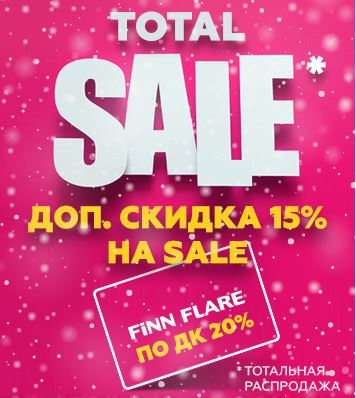 TOTAL
SALE*
ДОП. СКИДКА 15%
НА SALE
FiNN FLARE
ПО ДК 20%
*ТОТАЛЬНАЯ
РАСПРОДАЖА